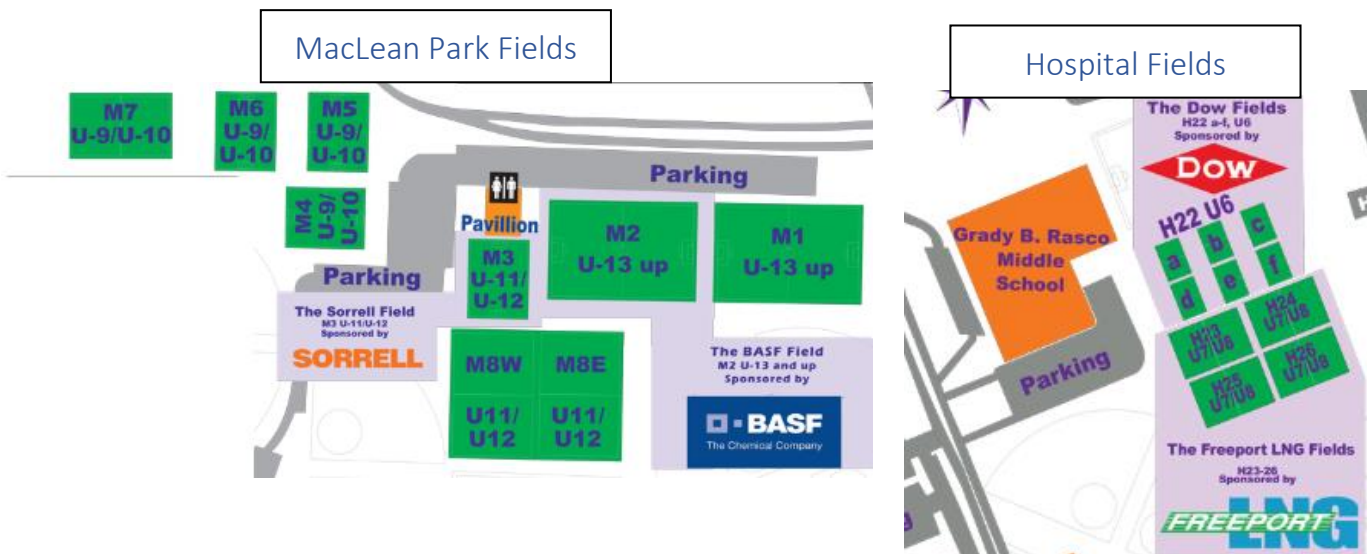 MacLean Park Fields
M7
U-9/U-10
M6
U-9/
U-10
M5
U-9/
U-10
M4
U-9/
U-10
Parking
Pavillion
Parking
M3
U-11/
U-12
M2
U-13 up
M1
U-13 up
The Sorrell Field
M3 U-11/U-12
Sponsored by
SORRELL
M8W
U11/
U12
M8E
U11/
U12
The BASF Field
M2 U-13 and up
Sponsored by
BASF
The Chemical Company
Hospital Fields
The Dow Fields
H22 a-f, U6
Sponsored by
Dow
H22 U6
a
b
c
d
e
f
Grady B. Rasco
Middle
School
Parking
H23
U7/U8
H24
U7/U8
H25
U7/U8
H26
U7/U8
The Freeport LNG Fields
H23-26
Sponsored by
FREEPORT
LNG